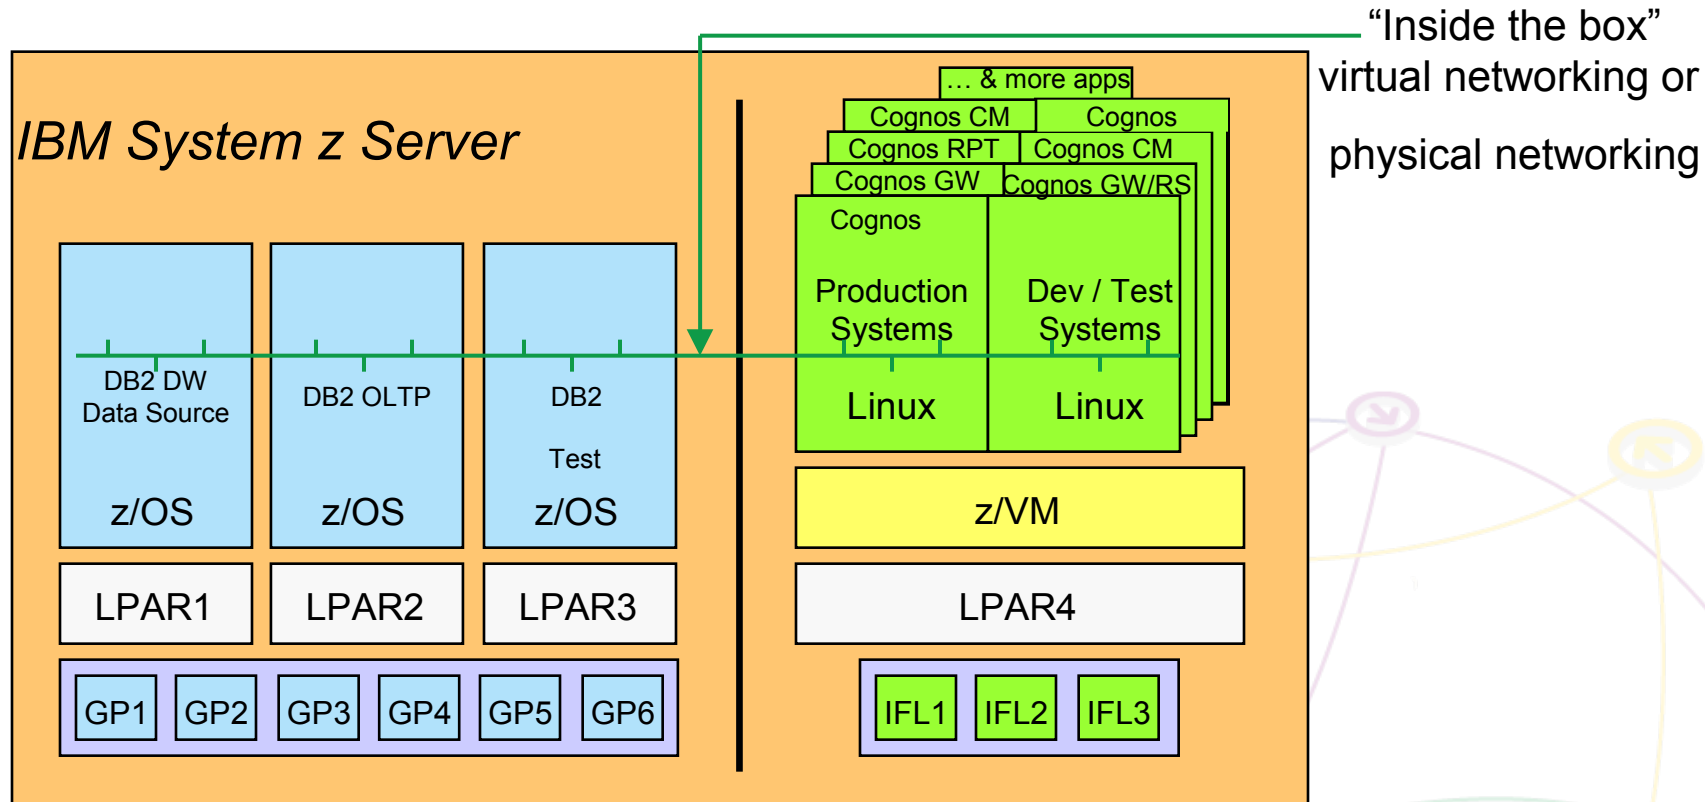 “Inside the box”
virtual networking or
physical networking
IBM System z Server
… & more apps
Cognos CM
Cognos
Cognos RPT
Cognos CM
Cognos GW
Cognos GW/RS
Cognos
Production
Systems
Dev / Test
Systems
DB2 DW
Data Source
DB2 OLTP
DB2
Test
Linux
Linux
z/OS
z/OS
z/OS
z/VM
LPAR1
LPAR2
LPAR3
LPAR4
GP1
GP2
GP3
GP4
GP5
GP6
IFL1
IFL2
IFL3